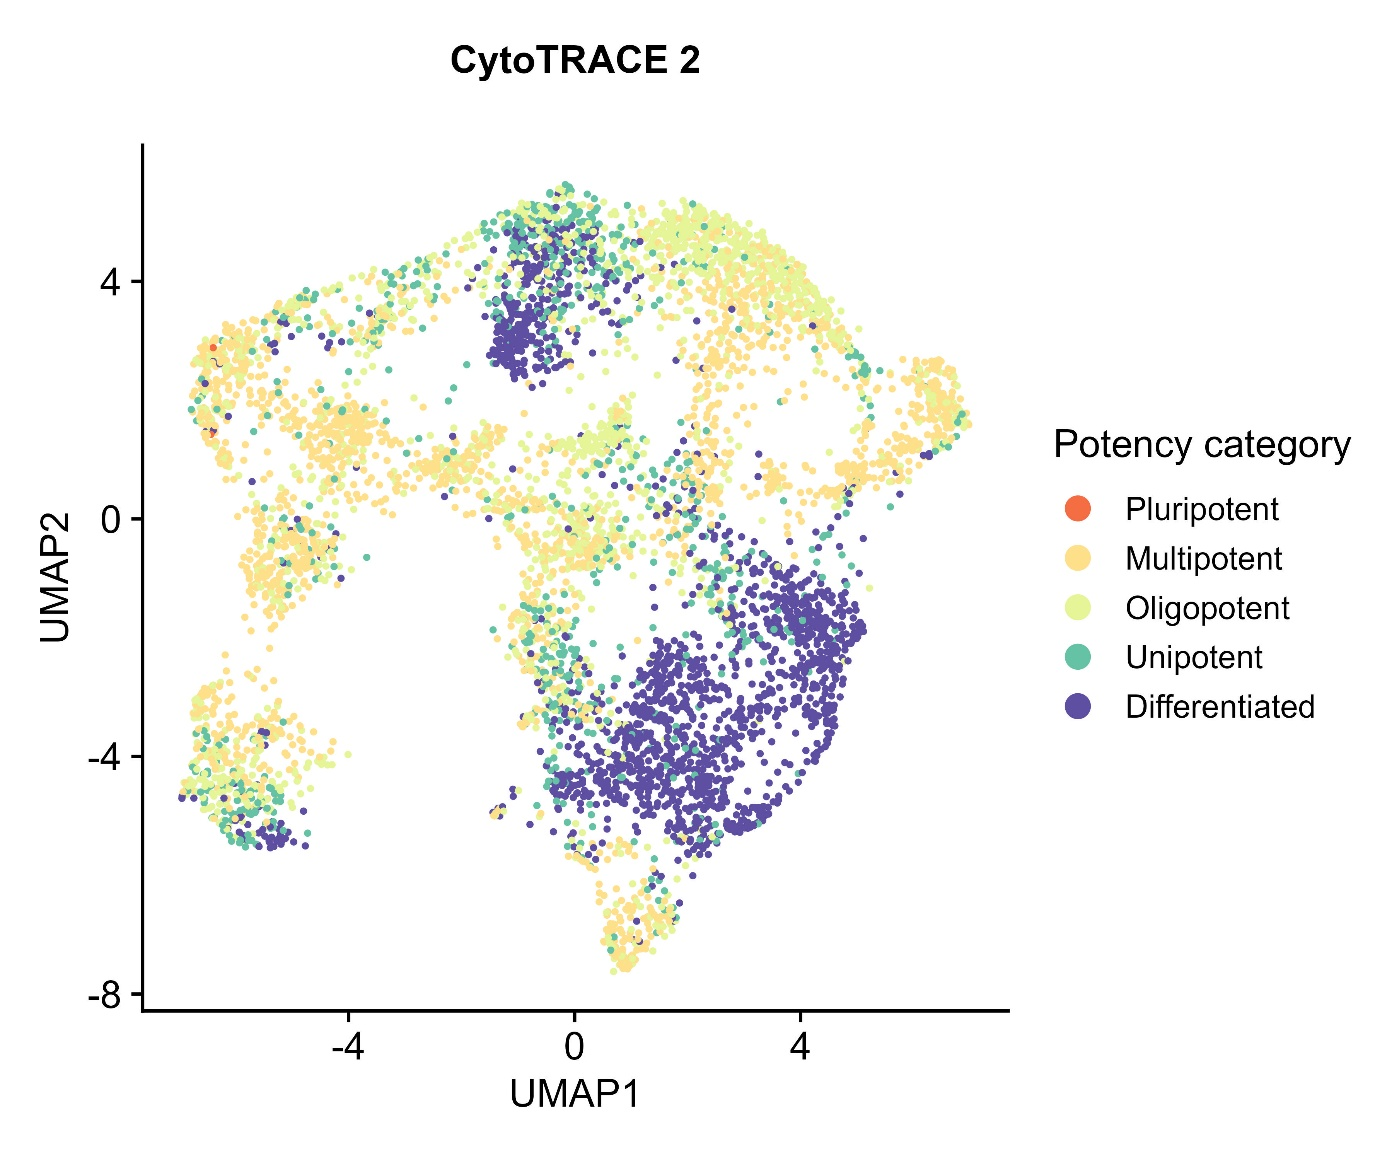 CytoTRACE 2
4
0
-4
-8
UMAP2
-4
0
4
UMAP1
Potency category
Pluripotent
Multipotent
Oligopotent
Unipotent
Differentiated